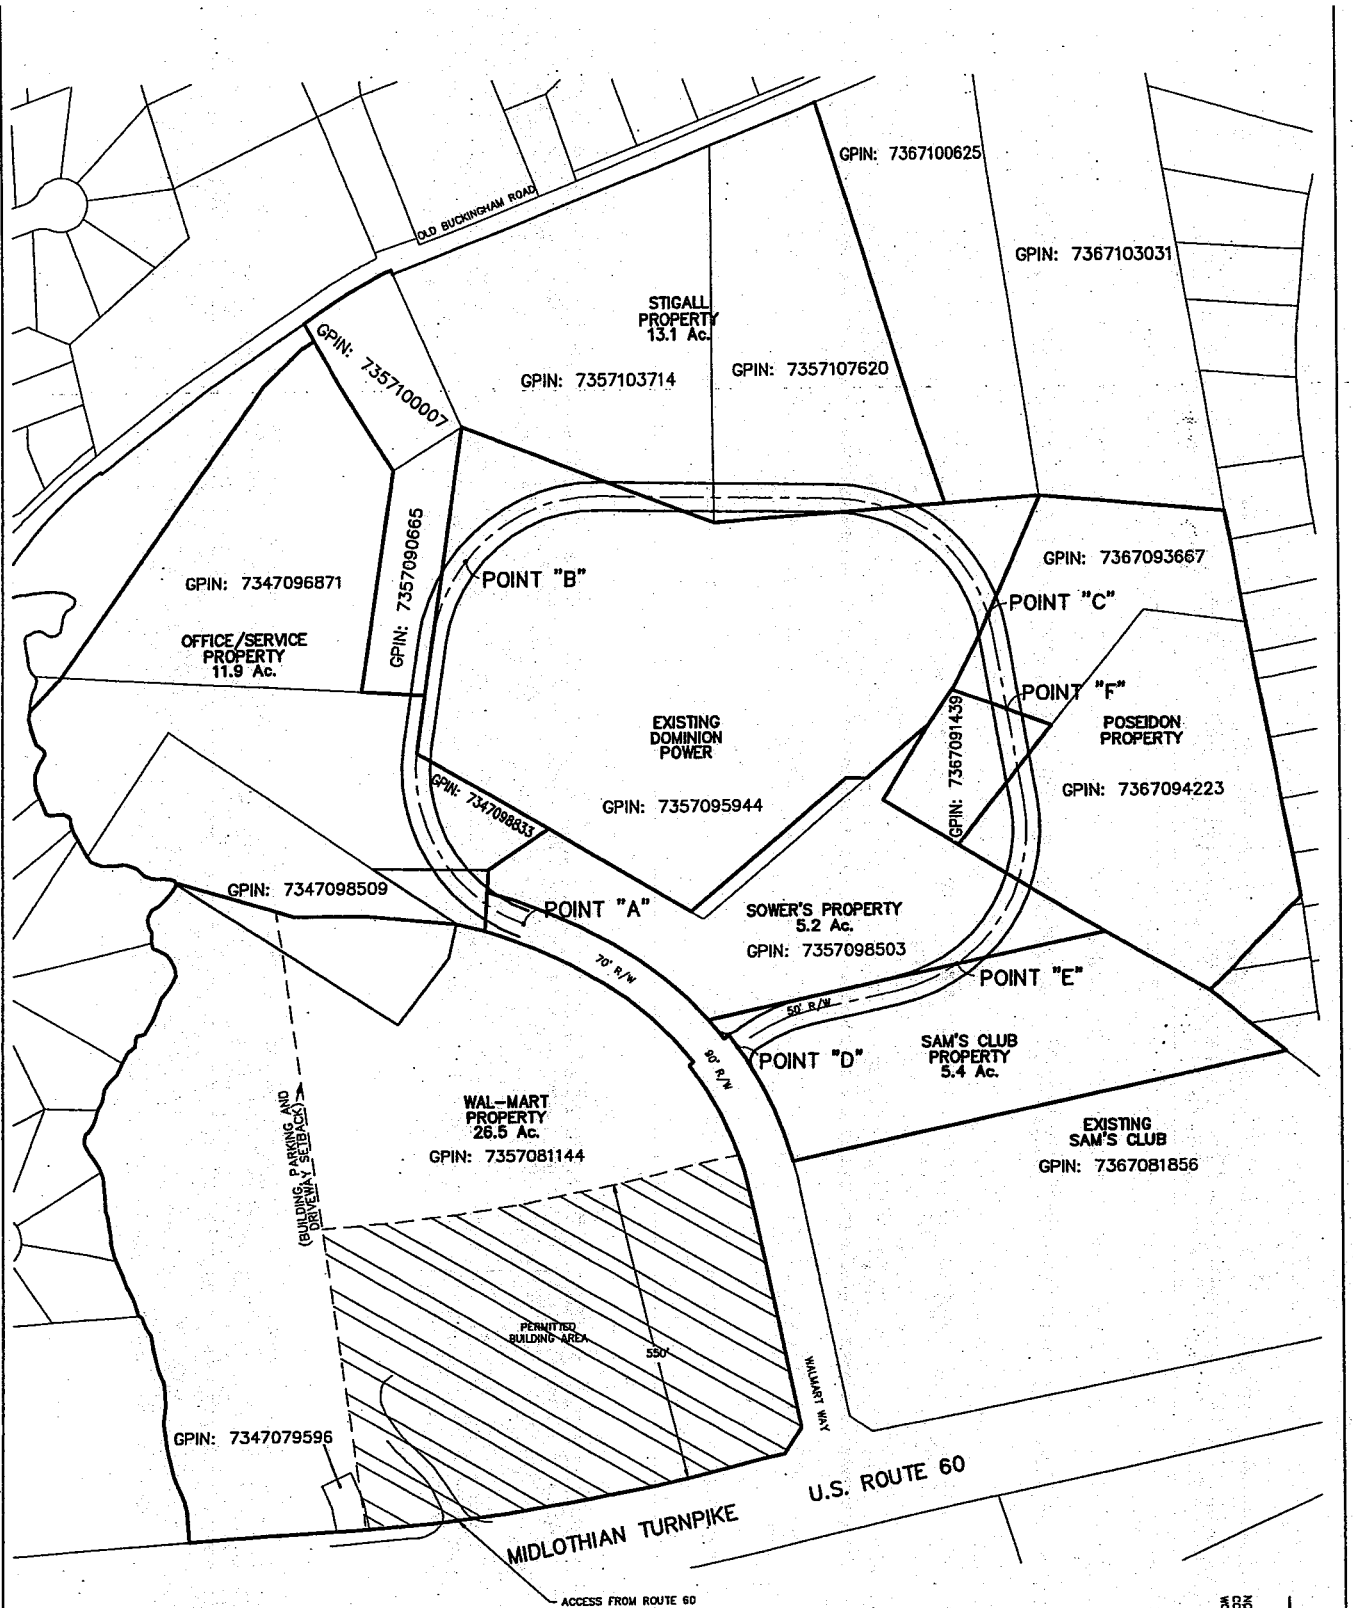 GPIN: 7367100625
OLD BUCKINGHAM ROAD
GPIN: 7367103031
STIGALL
PROPERTY
13.1 Ac.
GPIN: 7357100007
GPIN: 7357103714
GPIN: 7357107620
GPIN: 7357090665
GPIN: 7367093667
GPIN: 7347096871
POINT "B"
POINT "C"
OFFICE/SERVICE
PROPERTY
11.9 Ac.
POINT "F"
EXISTING
DOMINION
POWER
GPIN: 7367091439
POSEIDON
PROPERTY
GPIN: 7347098833
GPIN: 7357095944
GPIN: 7367094223
GPIN: 7347098509
POINT "A"
SOWER'S PROPERTY
5.2 Ac.
GPIN: 7357098503
70' R/W
POINT "E"
50' R/W
90' R/W
POINT "D"
SAM'S CLUB
PROPERTY
5.4 Ac.
WAL-MART
PROPERTY
26.5 Ac.
GPIN: 7357081144
(BUILDING, PARKING AND
DRIVEWAY SETBACK)
EXISTING
SAM'S CLUB
GPIN: 7367081856
PERMITTED
BUILDING AREA
550'
WALMART WAY
GPIN: 7347079596
U.S. ROUTE 60
MIDLOTHIAN TURNPIKE
ACCESS FROM ROUTE 60